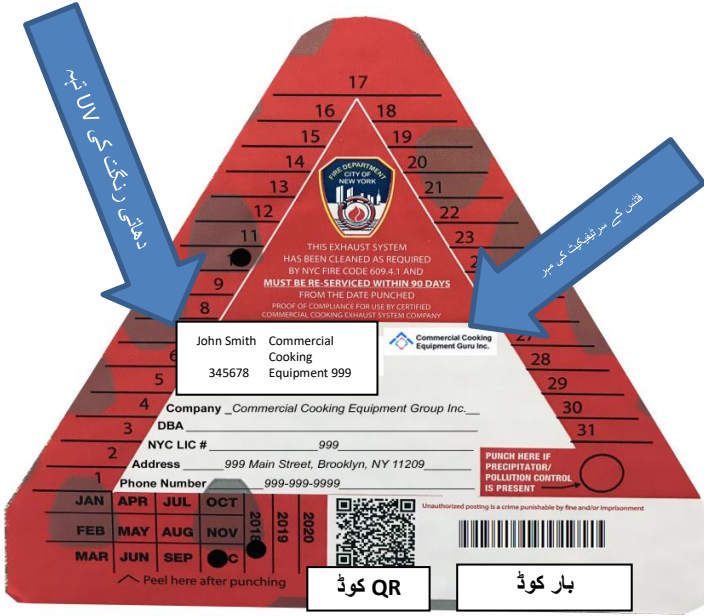 دھاتی رنگت کی UV تہہ
فٹنس کے سرٹیفیکیٹ کی مہر
17
16 18
15 19
14 20
13 21
12 22
11 23
9
8
27
28
5 29
4 30
3 31
2
1
FIRE DEPARTMENT
CITY OF
NEW YORK
THIS EXHAUST SYSTEM
HAS BEEN CLEANED AS REQUIRED
BY NYC FIRE CODE 609.4.1 AND
MUST BE RE-SERVICED WITHIN 90 DAYS
FROM THE DATE PUNCHED
PROOF OF COMPLIANCE FOR USE BY CERTIFIED
COMMERCIAL COOKING EXHAUST SYSTEM COMPANY
John Smith Commercial
Cooking
345678 Equipment 999
Commercial Cooking
Equipment Guru Inc.
Company _Commercial Cooking Equipment Group Inc.__
DBA
NYC LIC # 999
Address 999 Main Street, Brooklyn, NY 11209
Phone Number 999-999-9999
PUNCH HERE IF
PRECIPITATOR/
POLLUTION CONTROL
IS PRESENT
JAN APR JUL OCT
FEB MAY AUG NOV
MAR JUN SEP
2018 2019 2020
Peel here after punching
Unauthorized posting is a crime punishable by fine and/or imprisonment
QR کوڈ
بار کوڈ